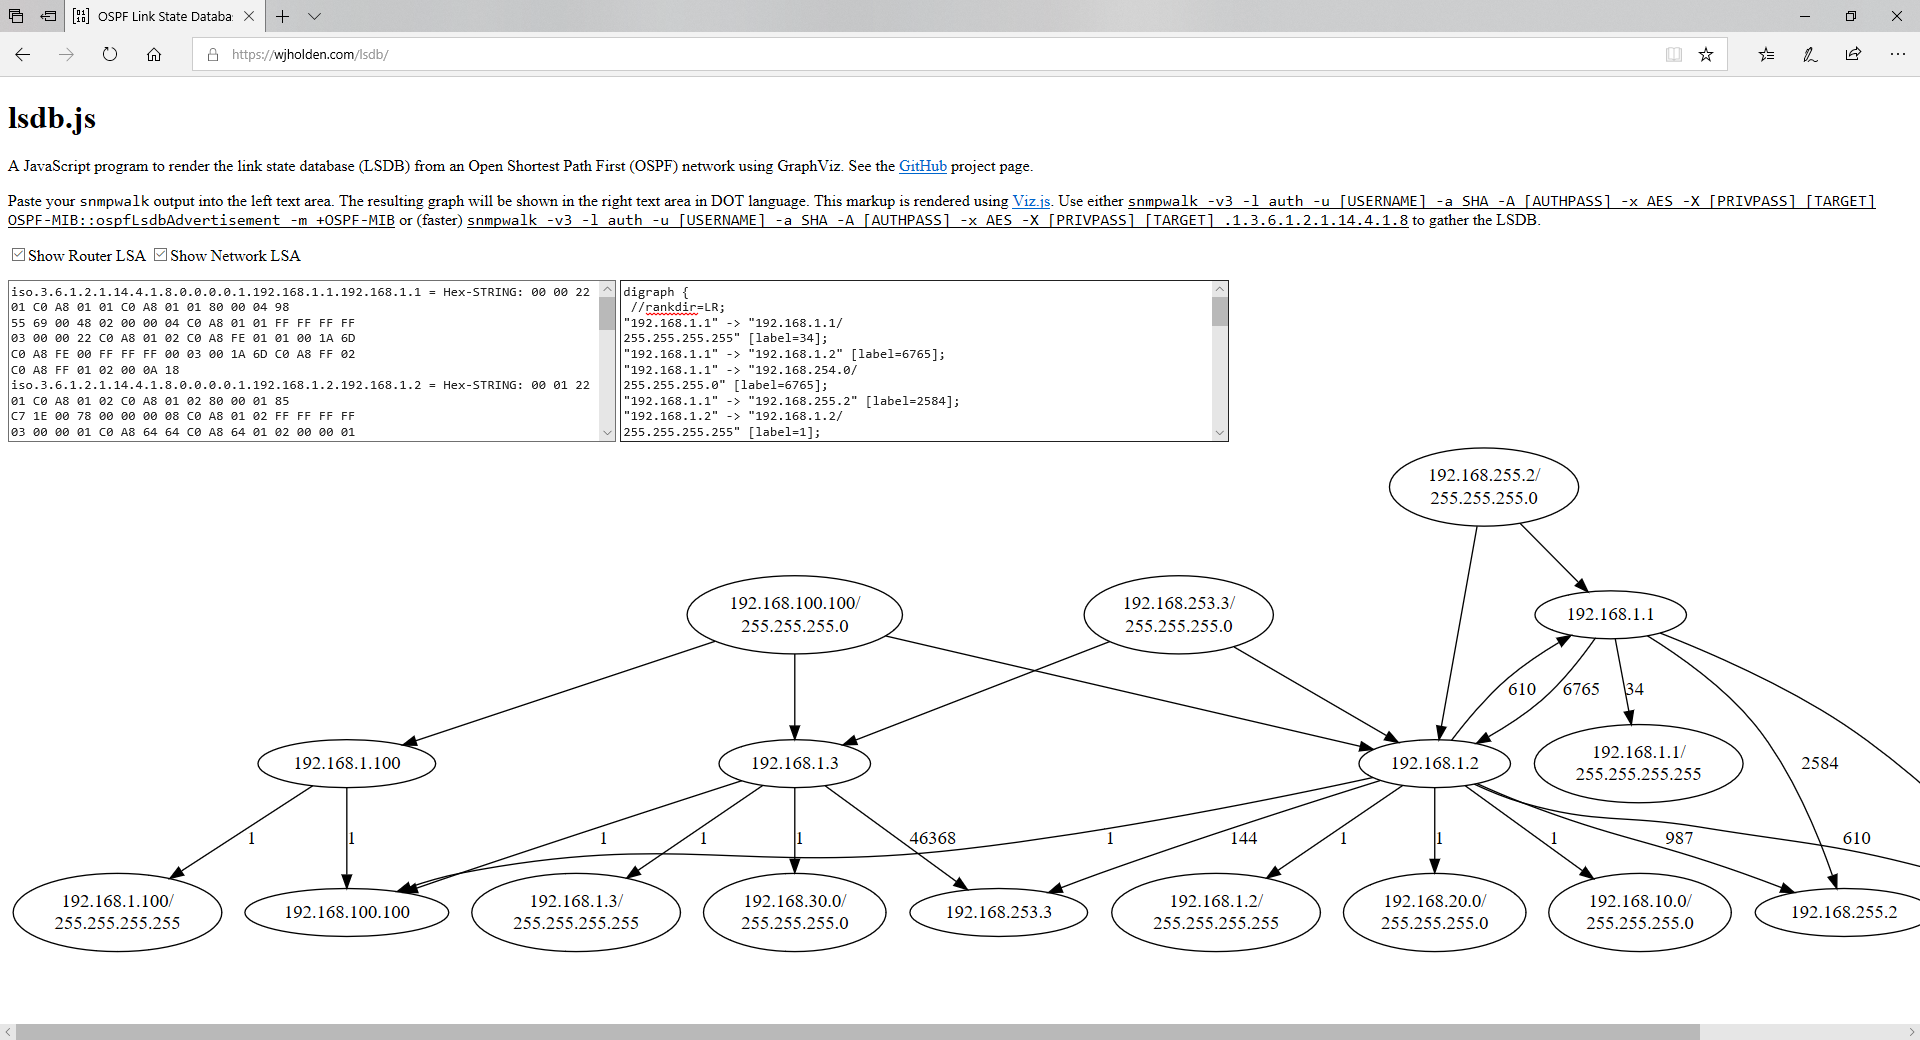 OSPF Link State Databa
https://wjholden.com/lsdb/
lsdb.js
A JavaScript program to render the link state database (LSDB) from an Open Shortest Path First (OSPF) network using GraphViz. See the GitHub project page.
Paste your snmpwalk output into the left text area. The resulting graph will be shown in the right text area in DOT language. This markup is rendered using Viz.js. Use either snmpwalk -v3 -l auth -u [USERNAME] -a SHA -A [AUTHPASS] -x AES -X [PRIVPASS] [TARGET]
OSPF-MIB::ospfLsdbAdvertisement -m +OSPF-MIB or (faster) snmpwalk -v3 -l auth -u [USERNAME] -a SHA -A [AUTHPASS] -x AES -X [PRIVPASS] [TARGET] .1.3.6.1.2.1.14.4.1.8 to gather the LSDB.
Show Router LSA Show Network LSA
iso.3.6.1.2.1.14.4.1.8.0.0.0.0.1.192.168.1.1.192.168.1.1 = Hex-STRING: 00 00 22
01 C0 A8 01 01 C0 A8 01 01 80 00 04 98
55 69 00 48 02 00 00 04 C0 A8 01 01 FF FF FF FF
03 00 00 22 C0 A8 01 02 C0 A8 FE 01 01 00 1A 6D
C0 A8 FE 00 FF FF FF 00 03 00 1A 6D C0 A8 FF 02
C0 A8 FF 01 02 00 0A 18
iso.3.6.1.2.1.14.4.1.8.0.0.0.0.1.192.168.1.2.192.168.1.2 = Hex-STRING: 00 01 22
01 C0 A8 01 02 C0 A8 01 02 80 00 01 85
C7 1E 00 78 00 00 00 08 C0 A8 01 02 FF FF FF FF
03 00 00 01 C0 A8 64 64 C0 A8 64 01 02 00 00 01
digraph {
//rankdir=LR;
"192.168.1.1" -> "192.168.1.1/
255.255.255.255" [label=34];
"192.168.1.1" -> "192.168.1.2" [label=6765];
"192.168.1.1" -> "192.168.254.0/
255.255.255.0" [label=6765];
"192.168.1.1" -> "192.168.255.2" [label=2584];
"192.168.1.2" -> "192.168.1.2/
255.255.255.255" [label=1];
192.168.255.2/
255.255.255.0
192.168.100.100/
255.255.255.0
192.168.253.3/
255.255.255.0
192.168.1.1
610
6765
34
192.168.1.100
192.168.1.3
192.168.1.2
192.168.1.1/
255.255.255.255
2584
1
1
1
1
1
46368
1
144
1
1
1
987
610
192.168.1.100/
255.255.255.255
192.168.100.100
192.168.1.3/
255.255.255.255
192.168.30.0/
255.255.255.0
192.168.253.3
192.168.1.2/
255.255.255.255
192.168.20.0/
255.255.255.0
192.168.10.0/
255.255.255.0
192.168.255.2